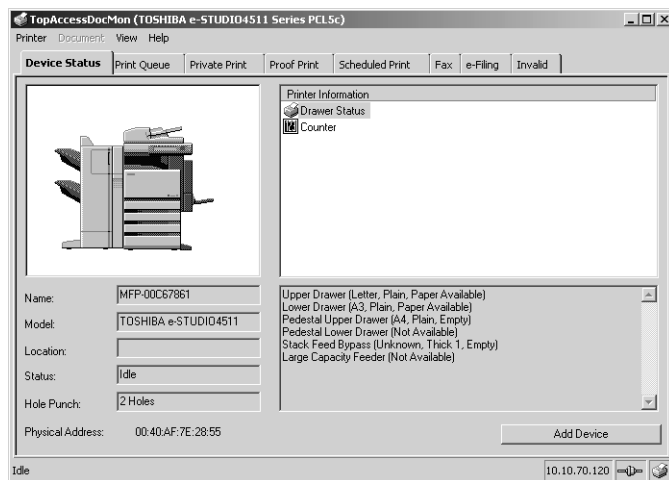 TopAccessDocMon (TOSHIBA e-STUDIO4511 Series PCL5c)
Printer Document View Help
Device Status Print Queue Private Print Proof Print Scheduled Print Fax e-Filing Invalid
Printer Information
Drawer Status
Counter
Name: MFP-00C67861
Model: TOSHIBA e-STUDIO4511
Location:
Status: Idle
Hole Punch: 2 Holes
Physical Address: 00:40:AF:7E:28:55
Upper Drawer (Letter, Plain, Paper Available)
Lower Drawer (A3, Plain, Paper Available)
Pedestal Upper Drawer (A4, Plain, Empty)
Pedestal Lower Drawer (Not Available)
Stack Feed Bypass (Unknown, Thick 1, Empty)
Large Capacity Feeder (Not Available)
Add Device
Idle 10.10.70.120